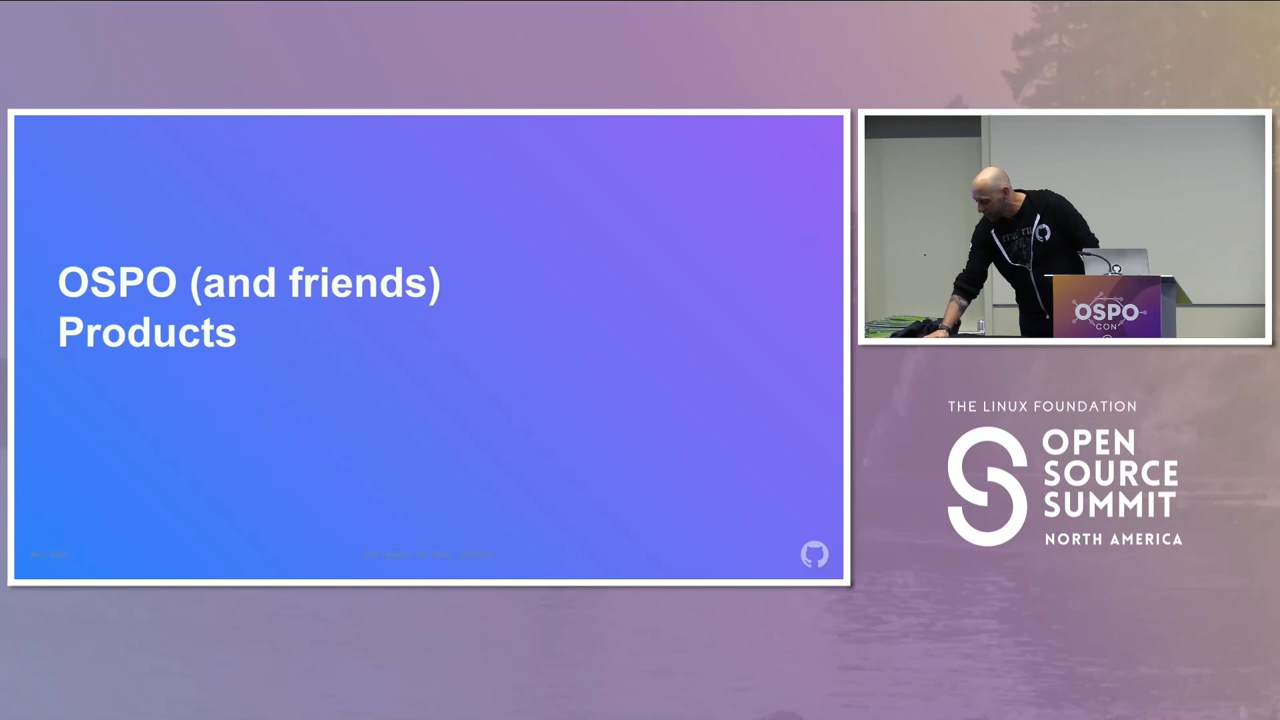 OSPO (and friends)
Products
OSPO
CON
THE LINUX FOUNDATION
OPEN
SOURCE
SUMMIT
NORTH AMERICA